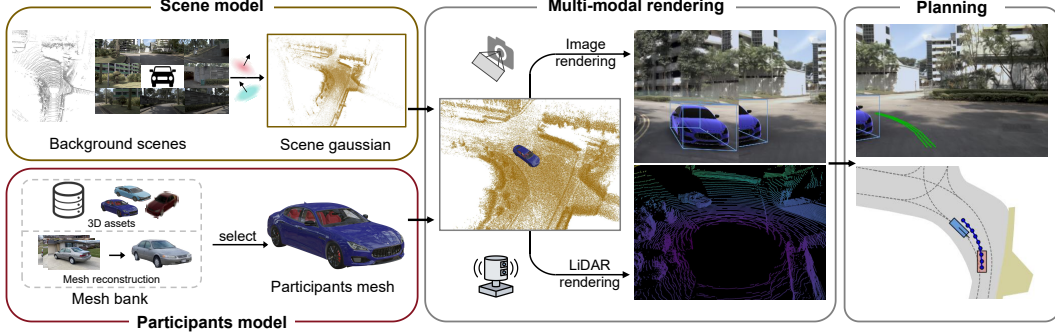 Scene model
Background scenes
Scene gaussian
3D assets
Mesh reconstruction
Mesh bank
select
Participants mesh
Participants model
Multi-modal rendering
Image
rendering
LiDAR
rendering
Planning